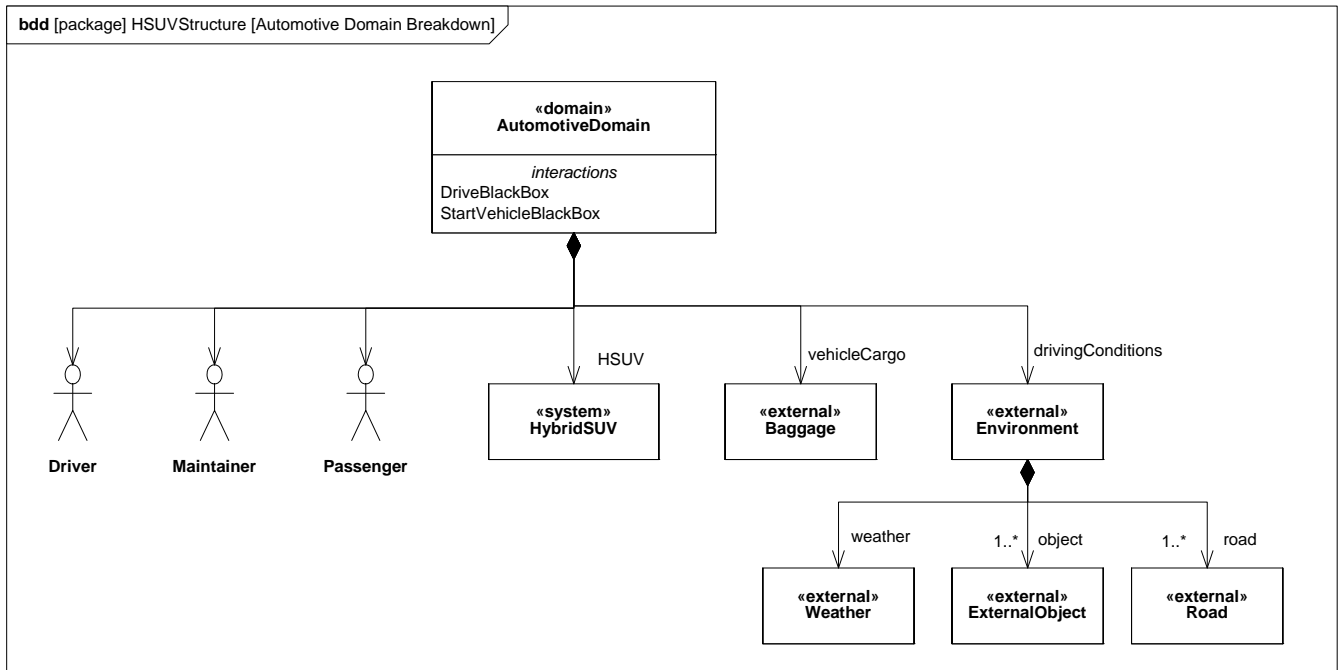 bdd [package] HSUVStructure [Automotive Domain Breakdown]
«domain»
AutomotiveDomain
interactions
DriveBlackBox
StartVehicleBlackBox
HSUV
vehicleCargo
drivingConditions
«system»
HybridSUV
«external»
Baggage
«external»
Environment
Driver
Maintainer
Passenger
weather
1..* object
1..* road
«external»
Weather
«external»
ExternalObject
«external»
Road